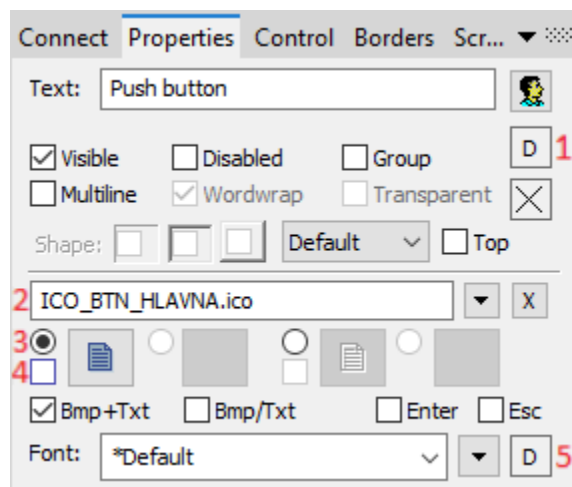 Connect Properties Control Borders Scr...
Text: Push button
Visible Disabled Group D 1
Multiline Wordwrap Transparent
Shape: Default Top
2 ICO_BTN_HLAVNA.ico X
3
4
Bmp+Txt Bmp/Txt Enter Esc
Font: *Default D 5